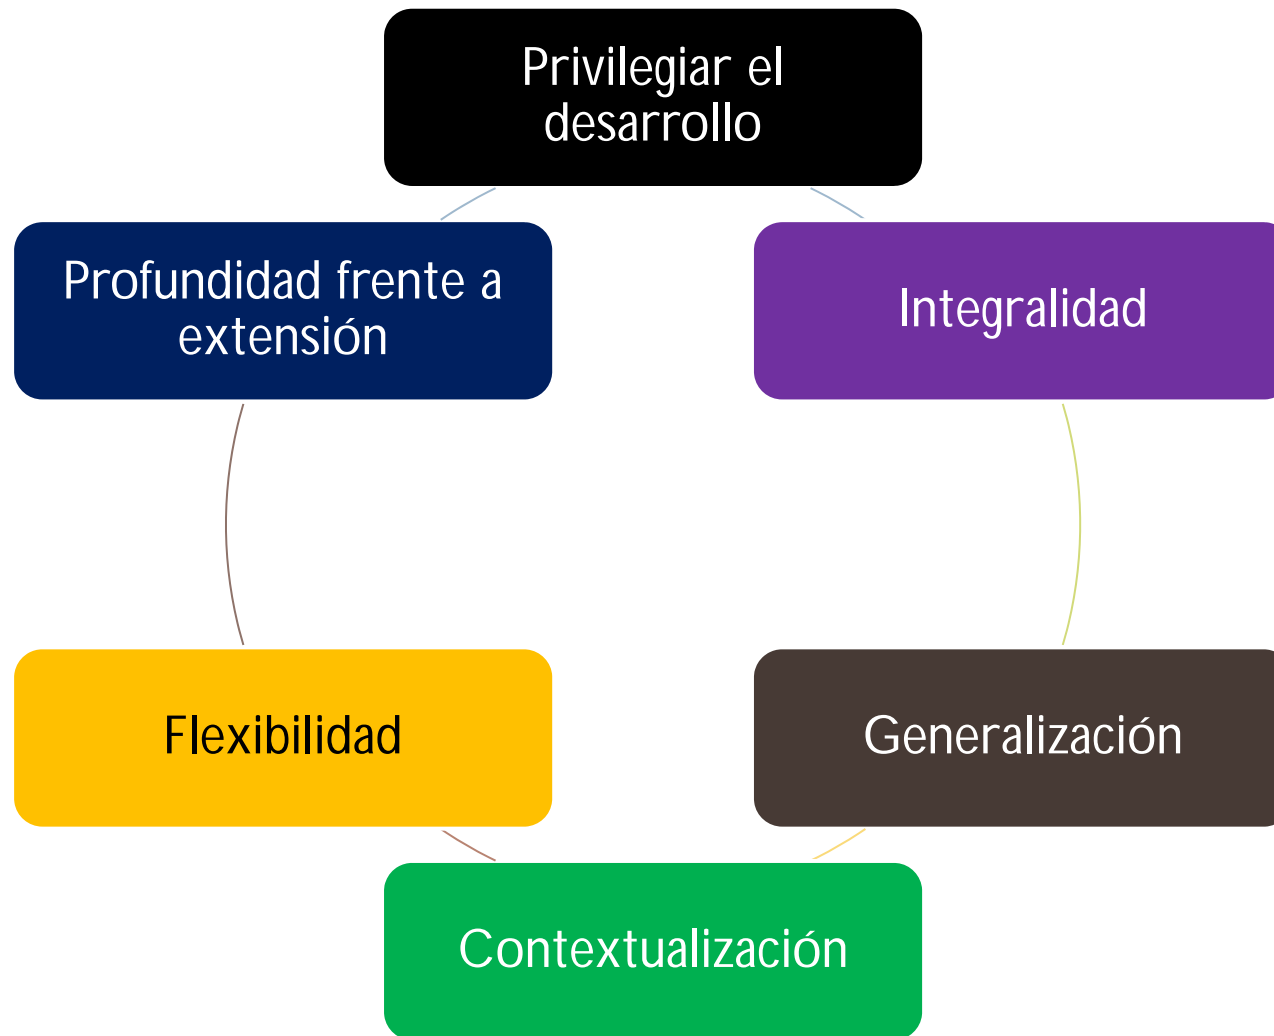 Privilegiar el
desarrollo
Profundidad frente a
extensión
Integralidad
Flexibilidad
Generalización
Contextualización